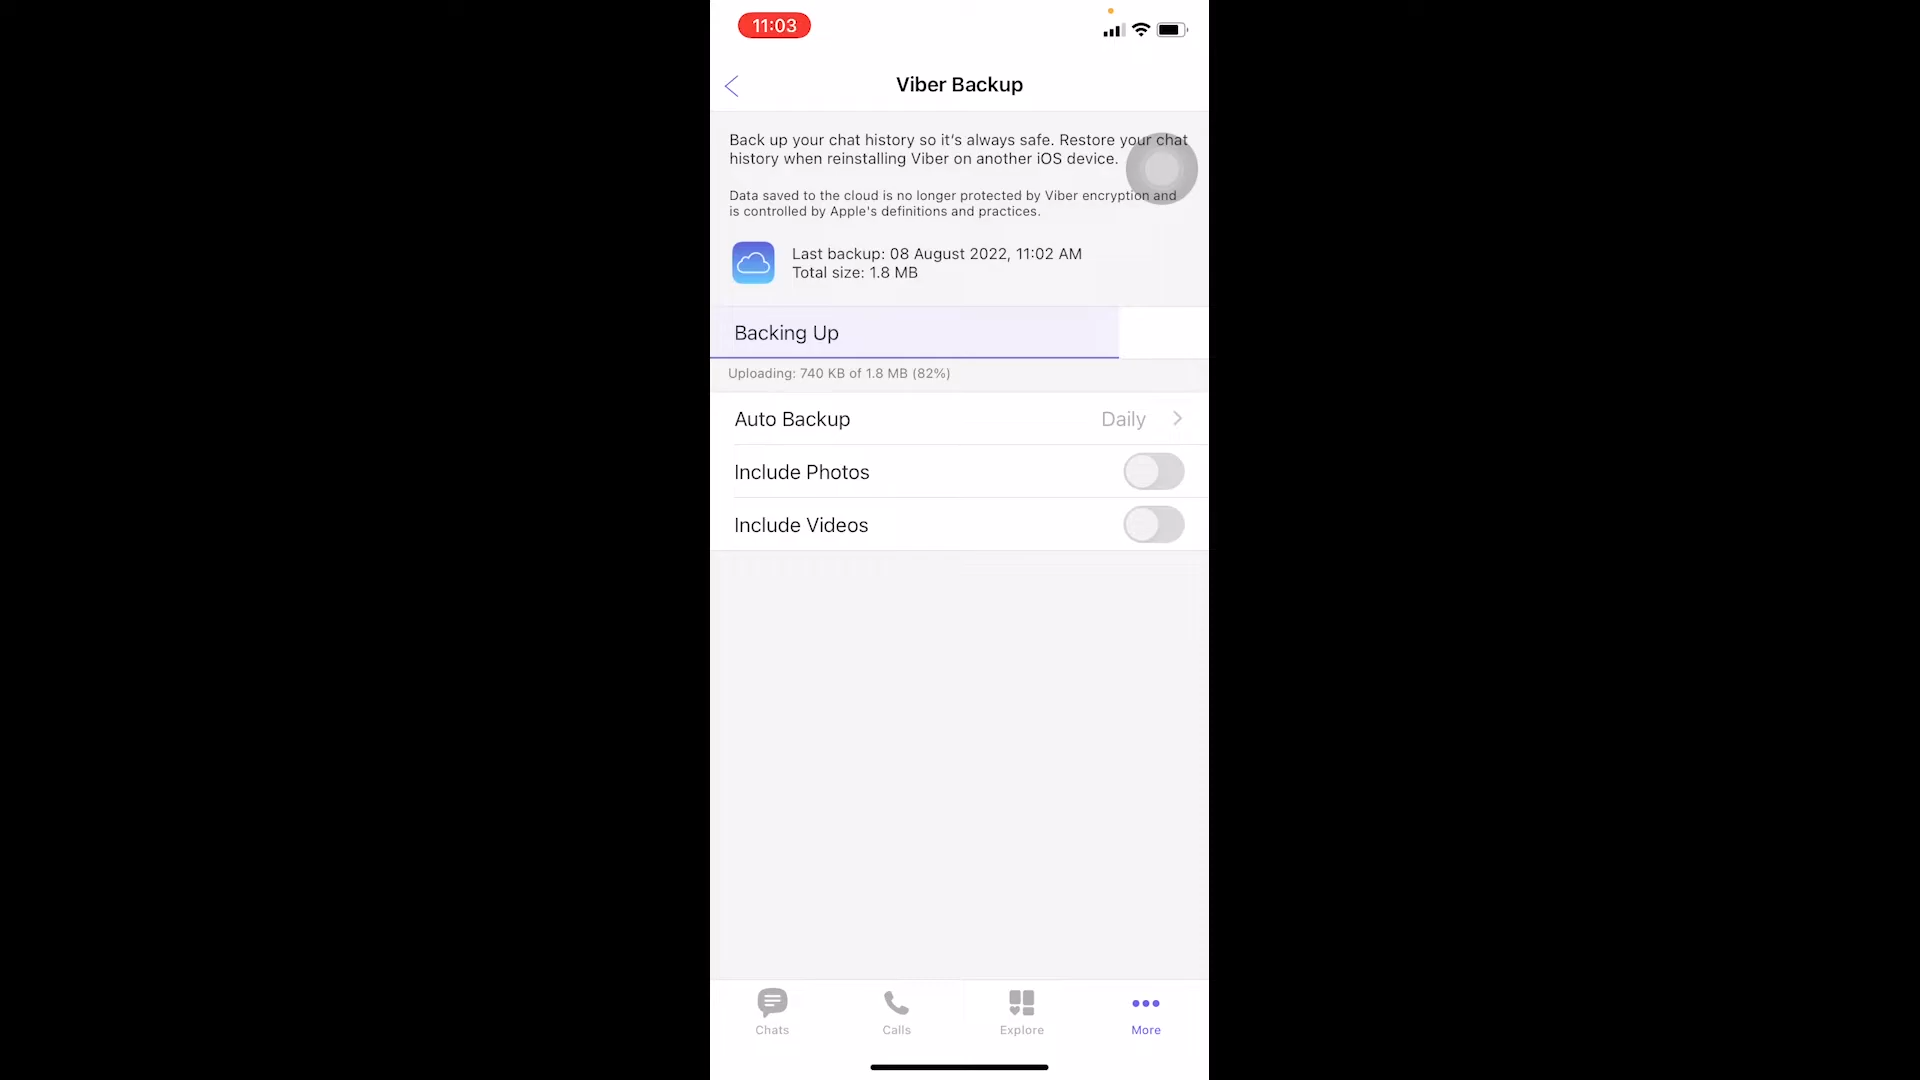 11:03
Viber Backup
Back up your chat history so it's always safe. Restore your chat
history when reinstalling Viber on another iOS device.
Data saved to the cloud is no longer protected by Viber encryption and
is controlled by Apple's definitions and practices.
Last backup: 08 August 2022, 11:02 AM
Total size: 1.8 MB
Backing Up
Uploading: 740 KB of 1.8 MB (82%)
Auto Backup Daily
Include Photos
Include Videos
Chats Calls Explore More